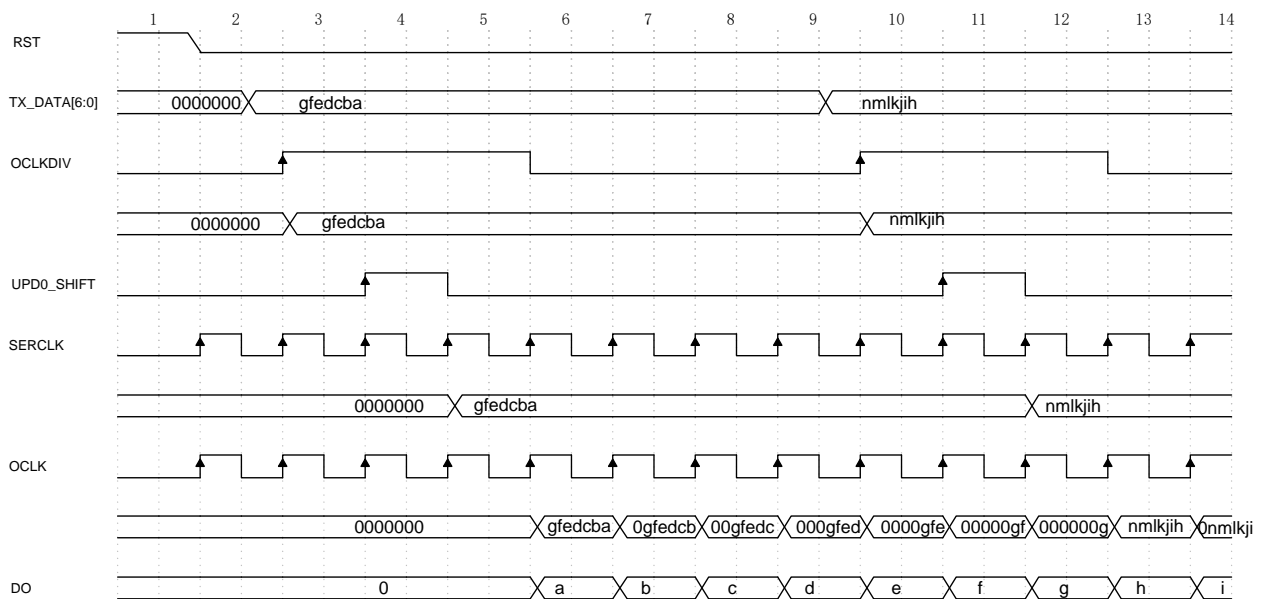 1 2 3 4 5 6 7 8 9 10 11 12 13 14
RST
TX_DATA[6:0] 0000000 gfedcba nmlkjih
OCLKDIV
0000000 gfedcba nmlkjih
UPD0_SHIFT
SERCLK
0000000 gfedcba nmlkjih
OCLK
0000000 gfedcba 0gfedcb 00gfedc 000gfed 0000gfe 00000gf 000000g nmlkjih 0nmlkji
DO 0 a b c d e f g h i